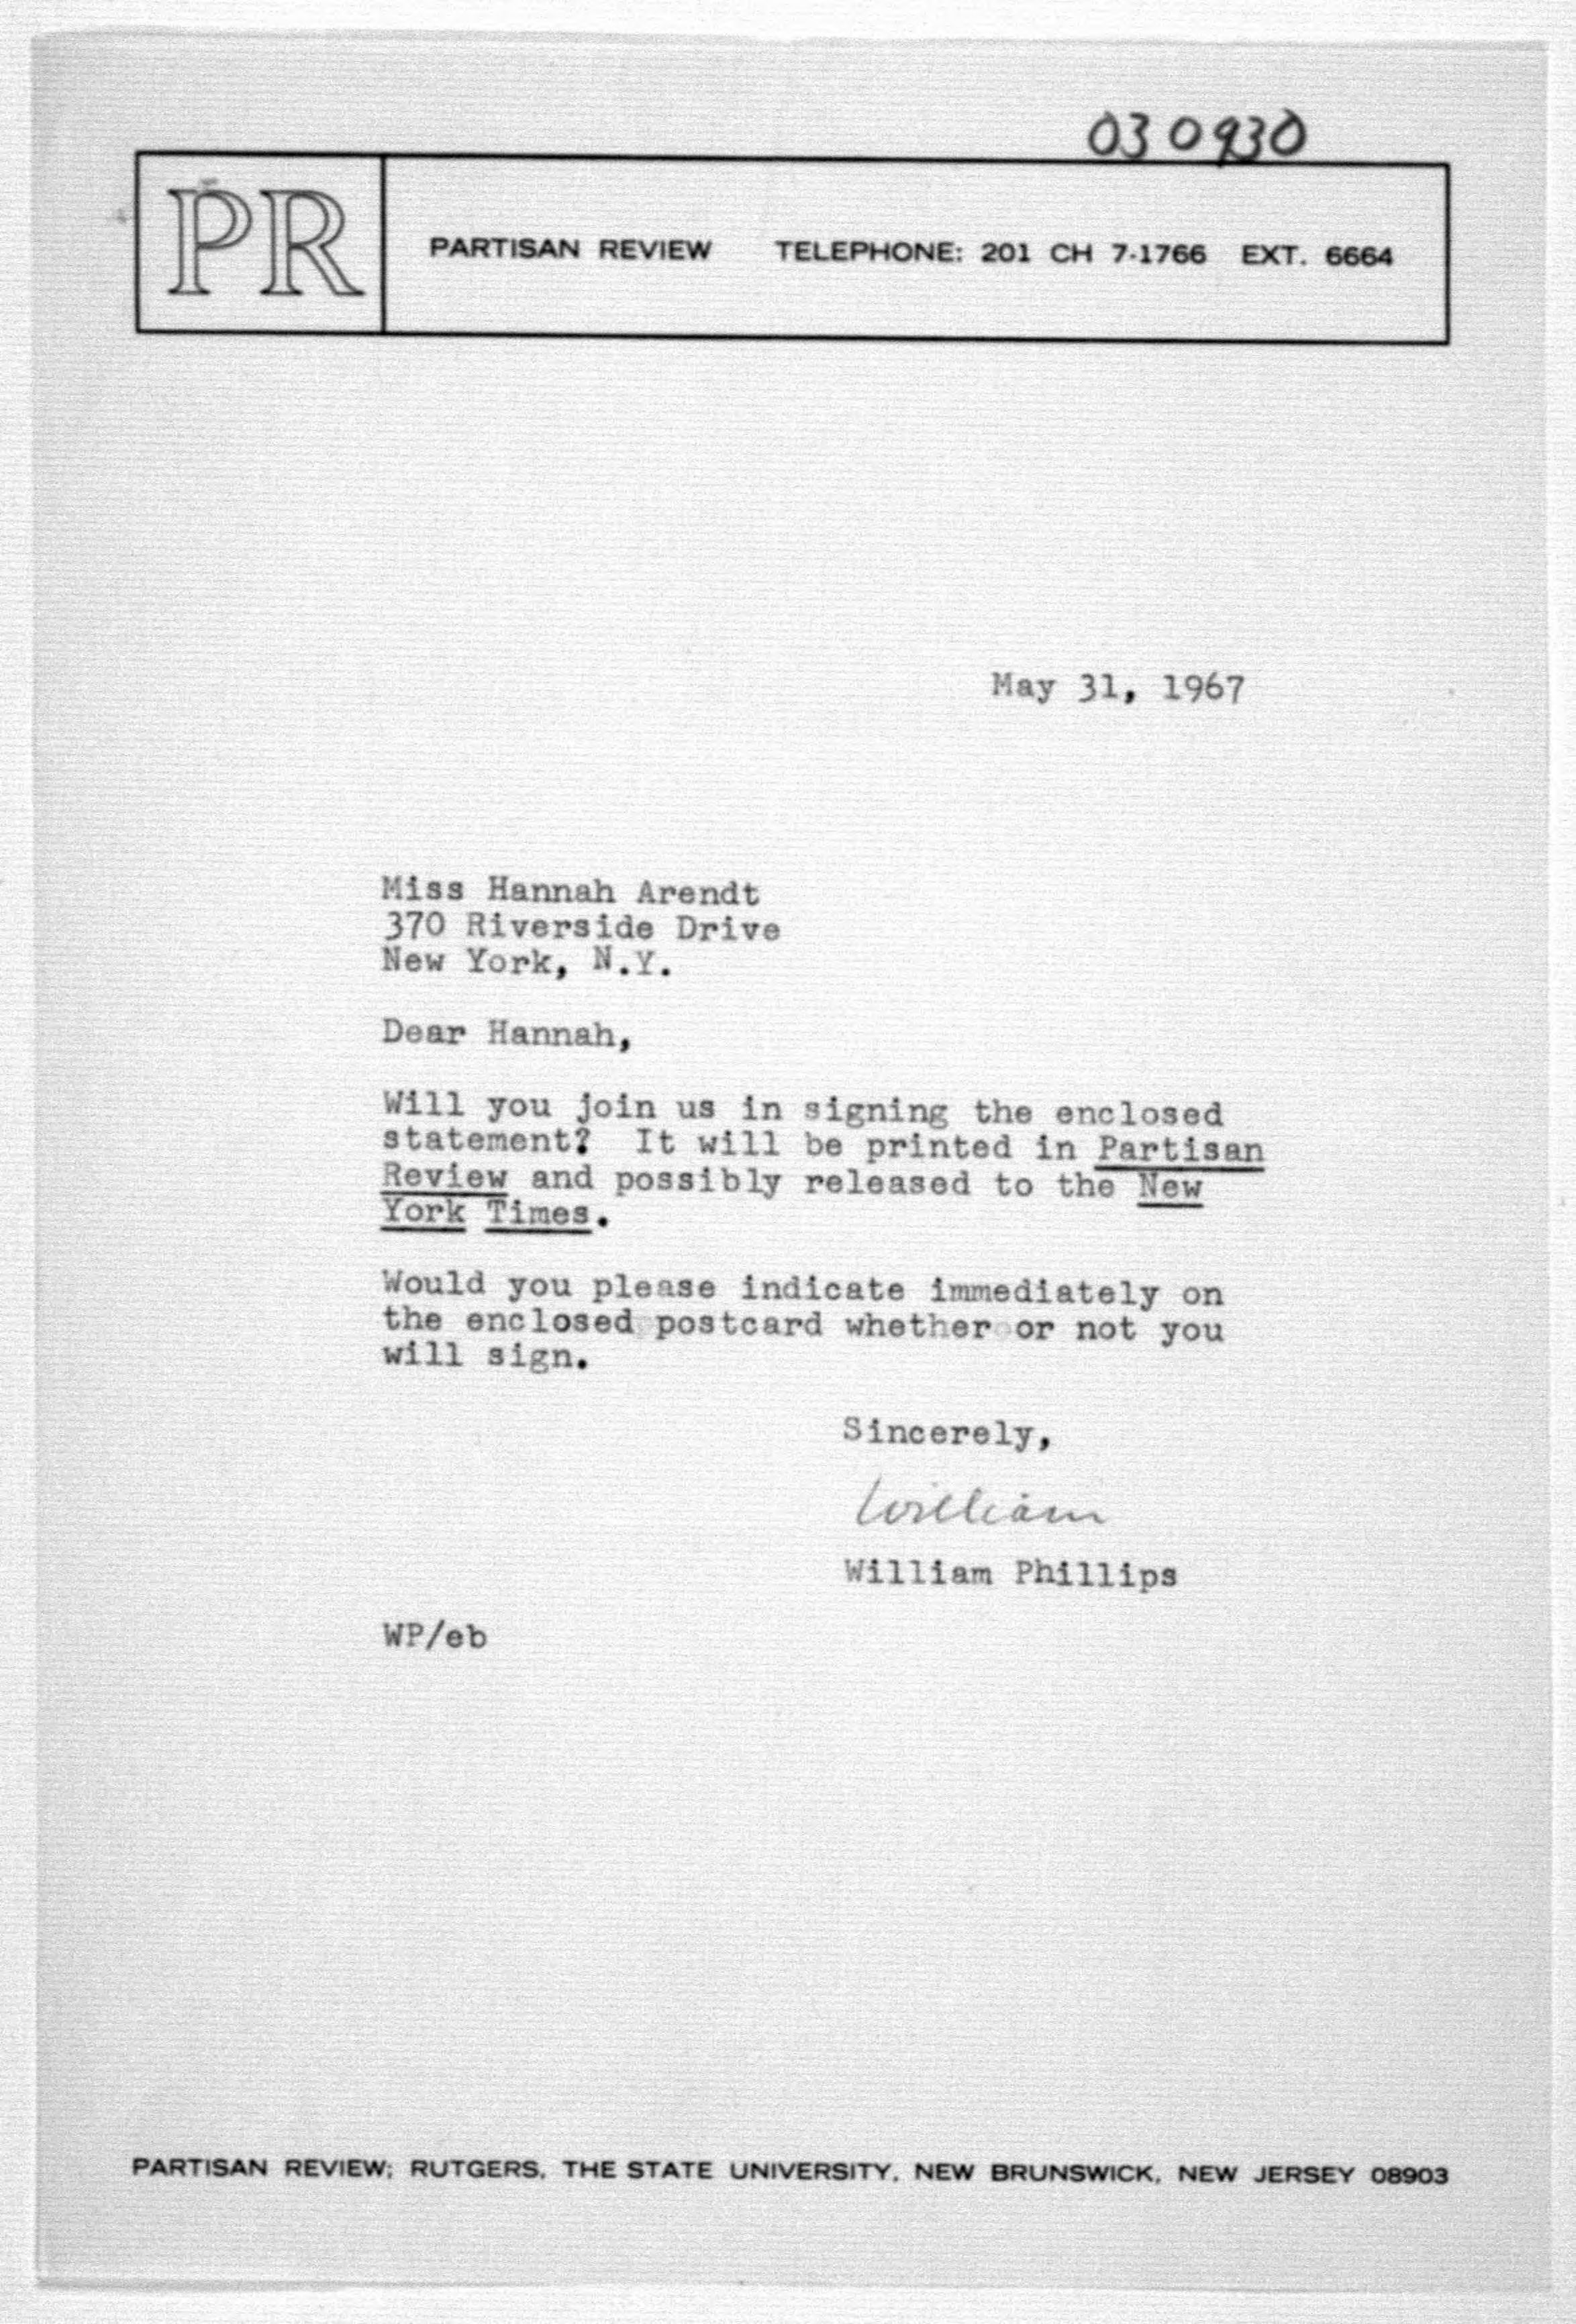 030930
PR
PARTISAN REVIEW TELEPHONE: 201 CH 7-1766 EXT. 6664
May 31, 1967
Miss Hannah Arendt
370 Riverside Drive
New York, N.Y.
Dear Hannah,
Will you join us in signing the enclosed
statement? It will be printed in Partisan
Review and possibly released to the New
York Times.
Would you please indicate immediately on
the enclosed postcard whether or not you
will sign.
Sincerely,
William
William Phillips
WP/eb
PARTISAN REVIEW; RUTGERS, THE STATE UNIVERSITY, NEW BRUNSWICK, NEW JERSEY 08903